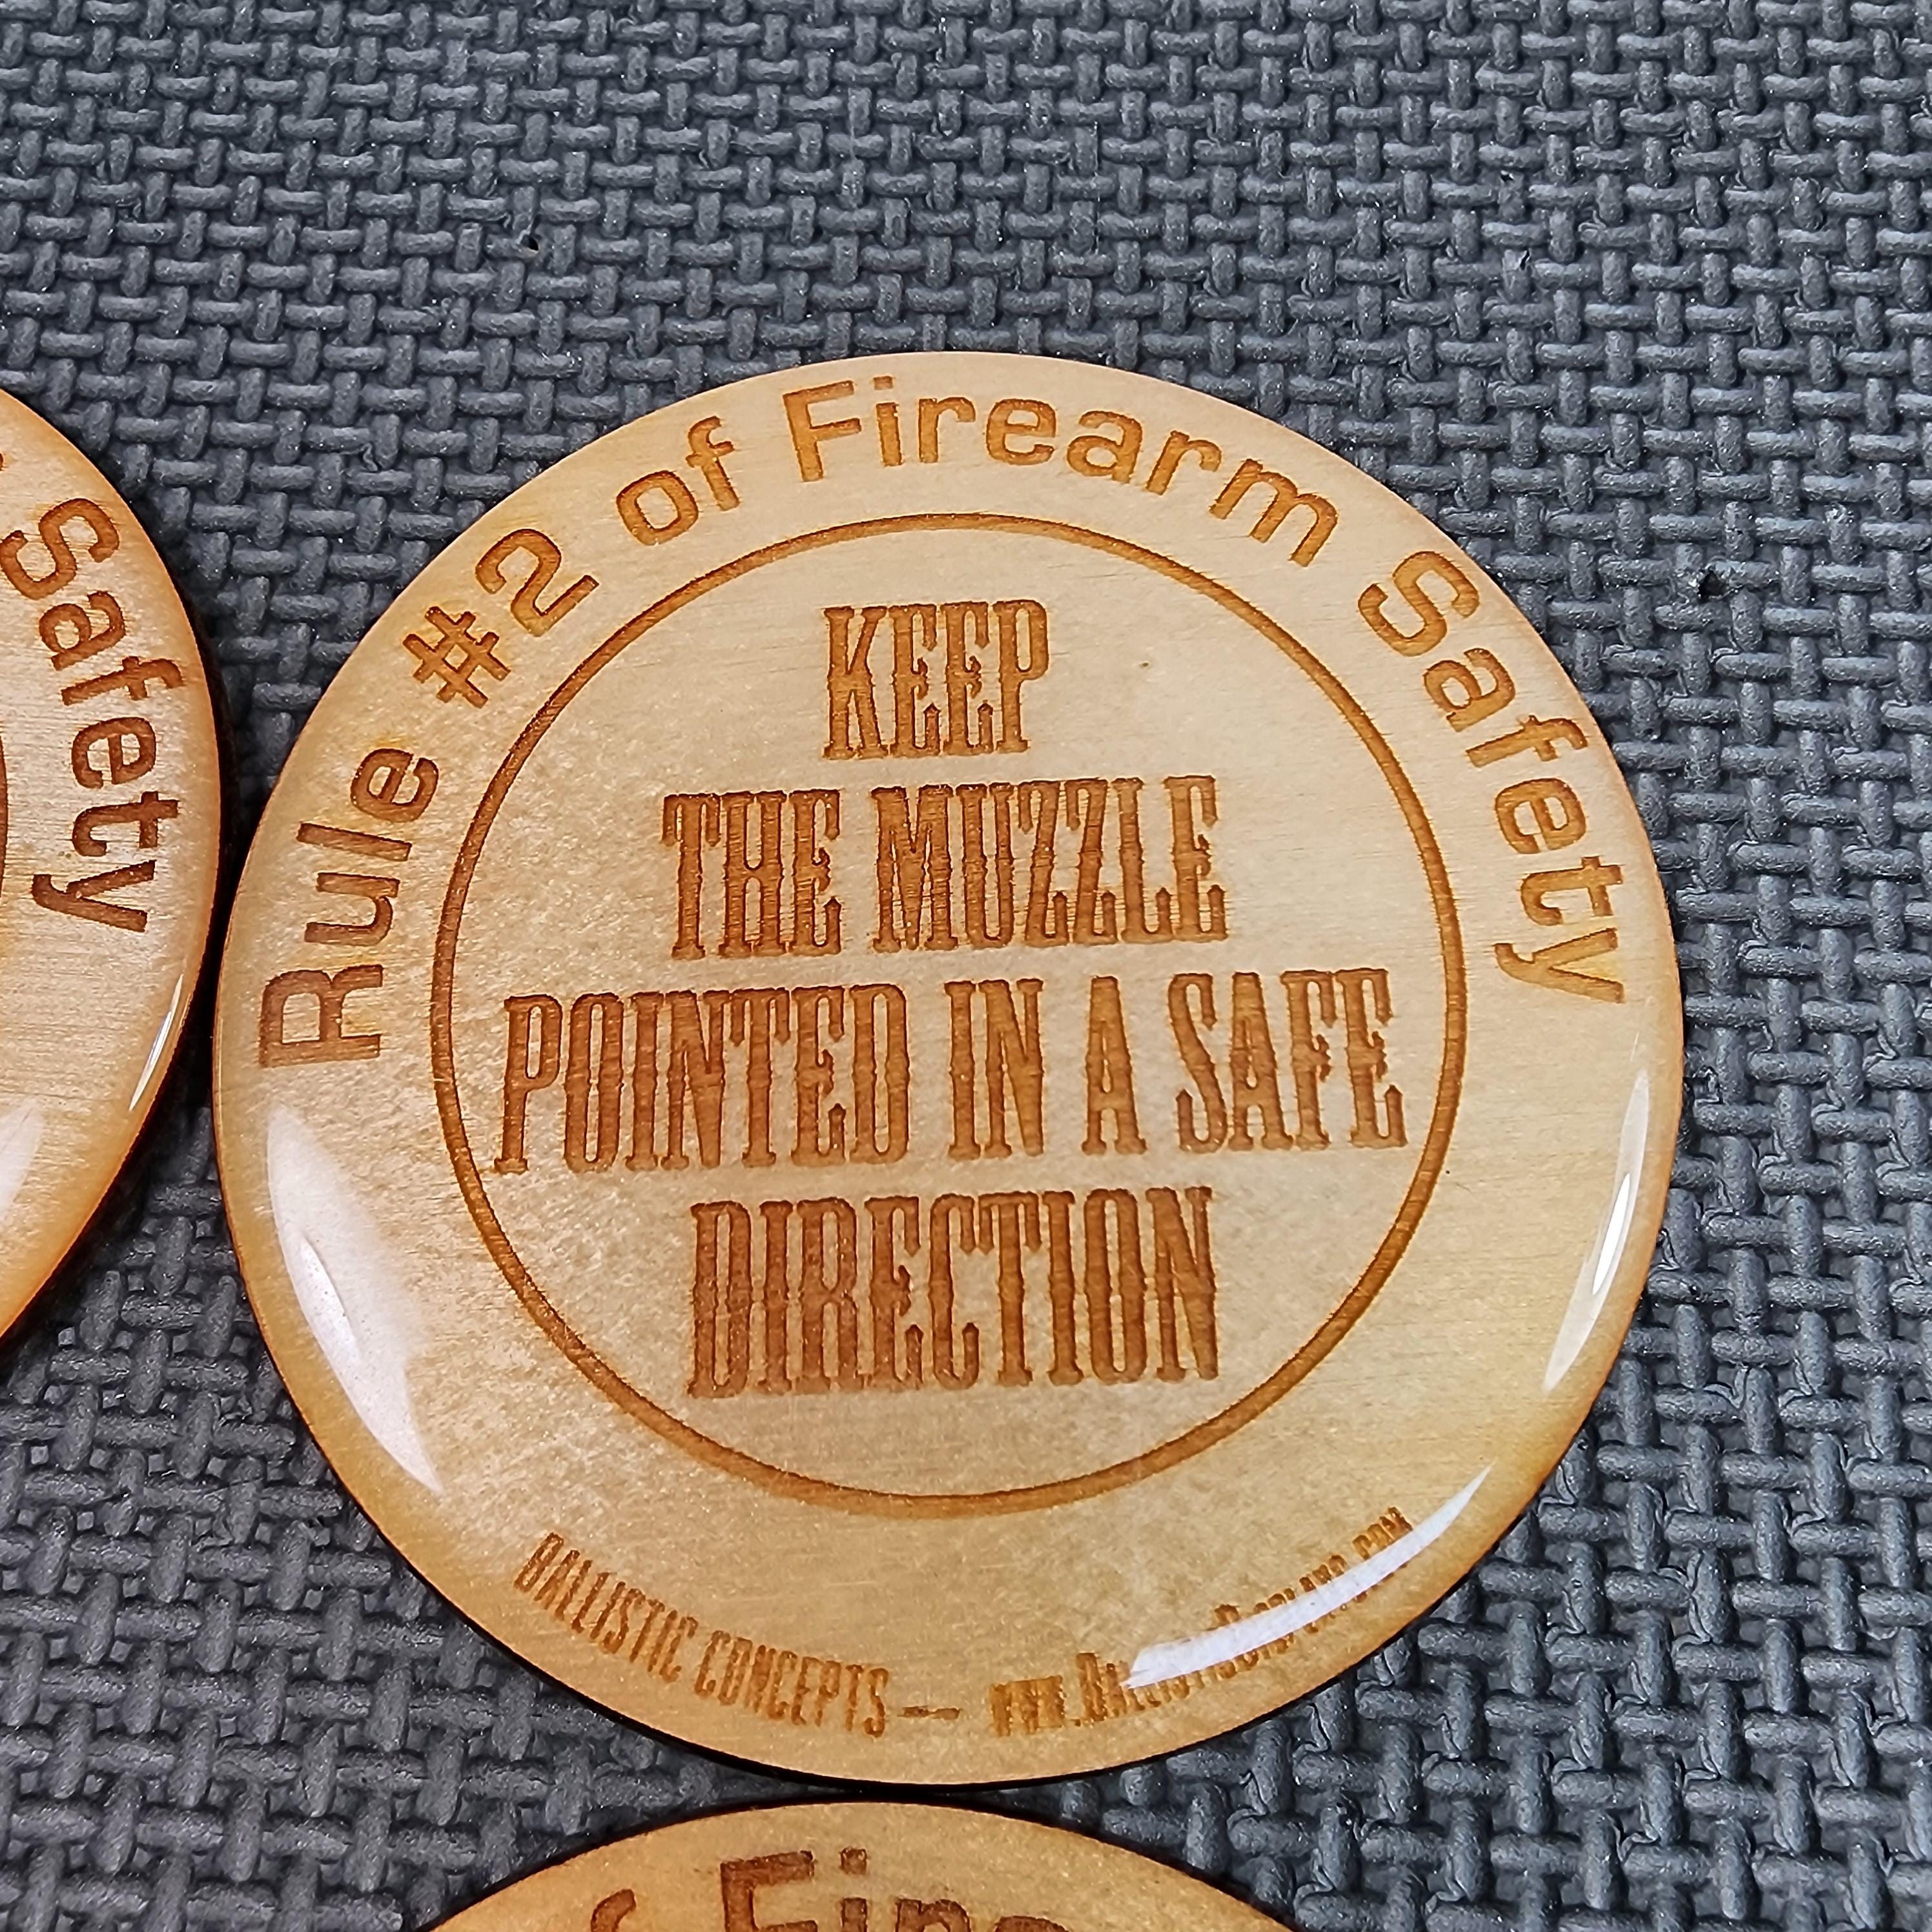 Rule #2 of Firearm Safety
KEEP
THE MUZZLE
POINTED IN A SAFE
DIRECTION
BALLISTIC CONCEPTS —
Safety